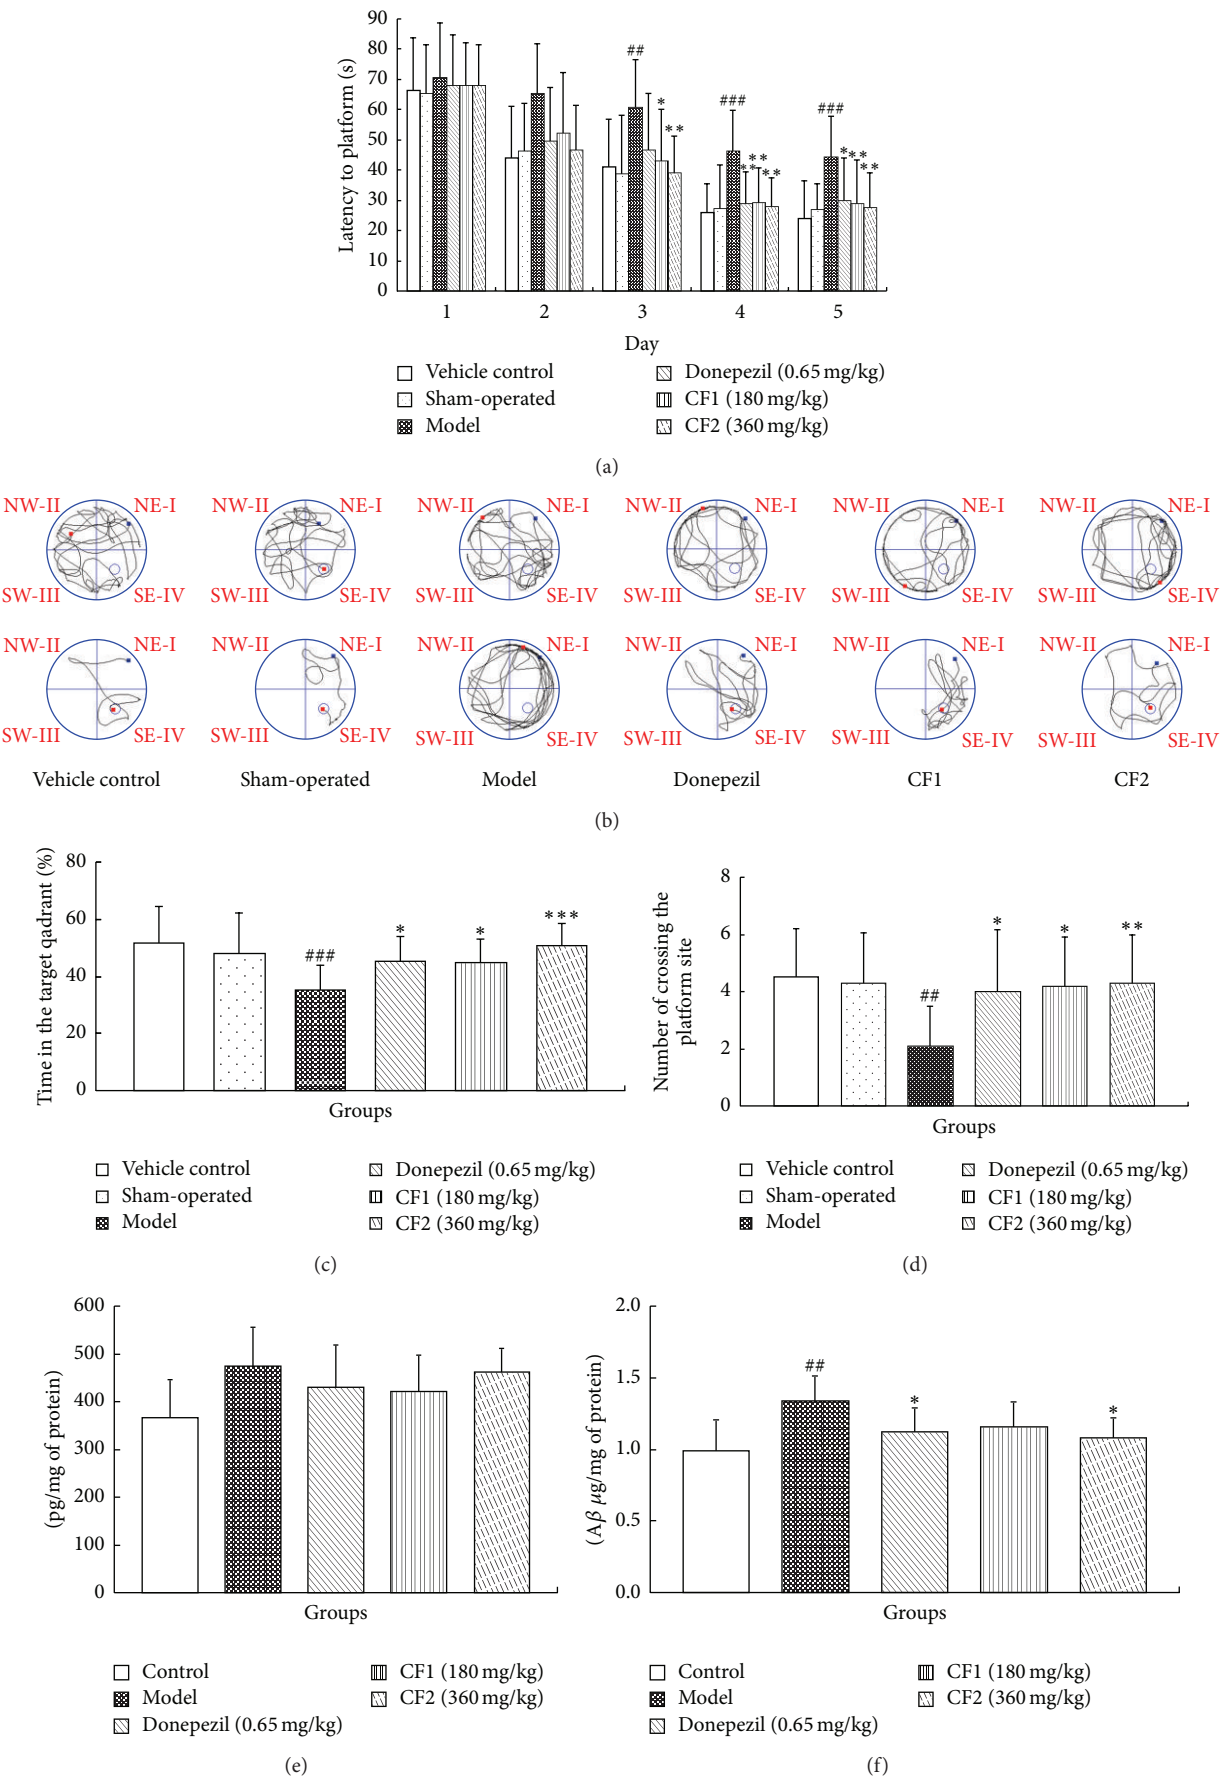 90
80
70
60
50
40
30
20
10
0
Latency to platform (s)
##
*
**
###
**
**
**
###
*
**
**
1 2 3 4 5
Day
Vehicle control
Sham-operated
Model
Donepezil (0.65 mg/kg)
CF1 (180 mg/kg)
CF2 (360 mg/kg)
(a)
NW-II NE-I NW-II NE-I NW-II NE-I NW-II NE-I NW-II NE-I NW-II NE-I
SW-III SE-IV SW-III SE-IV SW-III SE-IV SW-III SE-IV SW-III SE-IV SW-III SE-IV
NW-II NE-I NW-II NE-I NW-II NE-I NW-II NE-I NW-II NE-I NW-II NE-I
SW-III SE-IV SW-III SE-IV SW-III SE-IV SW-III SE-IV SW-III SE-IV SW-III SE-IV
Vehicle control Sham-operated Model Donepezil CF1 CF2
(b)
80
60
40
20
0
Time in the target qadrant (%)
###
*
*
***
Groups
Vehicle control
Sham-operated
Model
Donepezil (0.65 mg/kg)
CF1 (180 mg/kg)
CF2 (360 mg/kg)
(c)
8
6
4
2
0
Number of crossing the
platform site
##
*
*
**
Groups
Vehicle control
Sham-operated
Model
Donepezil (0.65 mg/kg)
CF1 (180 mg/kg)
CF2 (360 mg/kg)
(d)
600
500
400
300
200
100
0
(pg/mg of protein)
Groups
Control
Model
Donepezil (0.65 mg/kg)
CF1 (180 mg/kg)
CF2 (360 mg/kg)
(e)
2.0
1.5
1.0
0.5
0.0
(Aβ μg/mg of protein)
##
*
*
Groups
Control
Model
Donepezil (0.65 mg/kg)
CF1 (180 mg/kg)
CF2 (360 mg/kg)
(f)